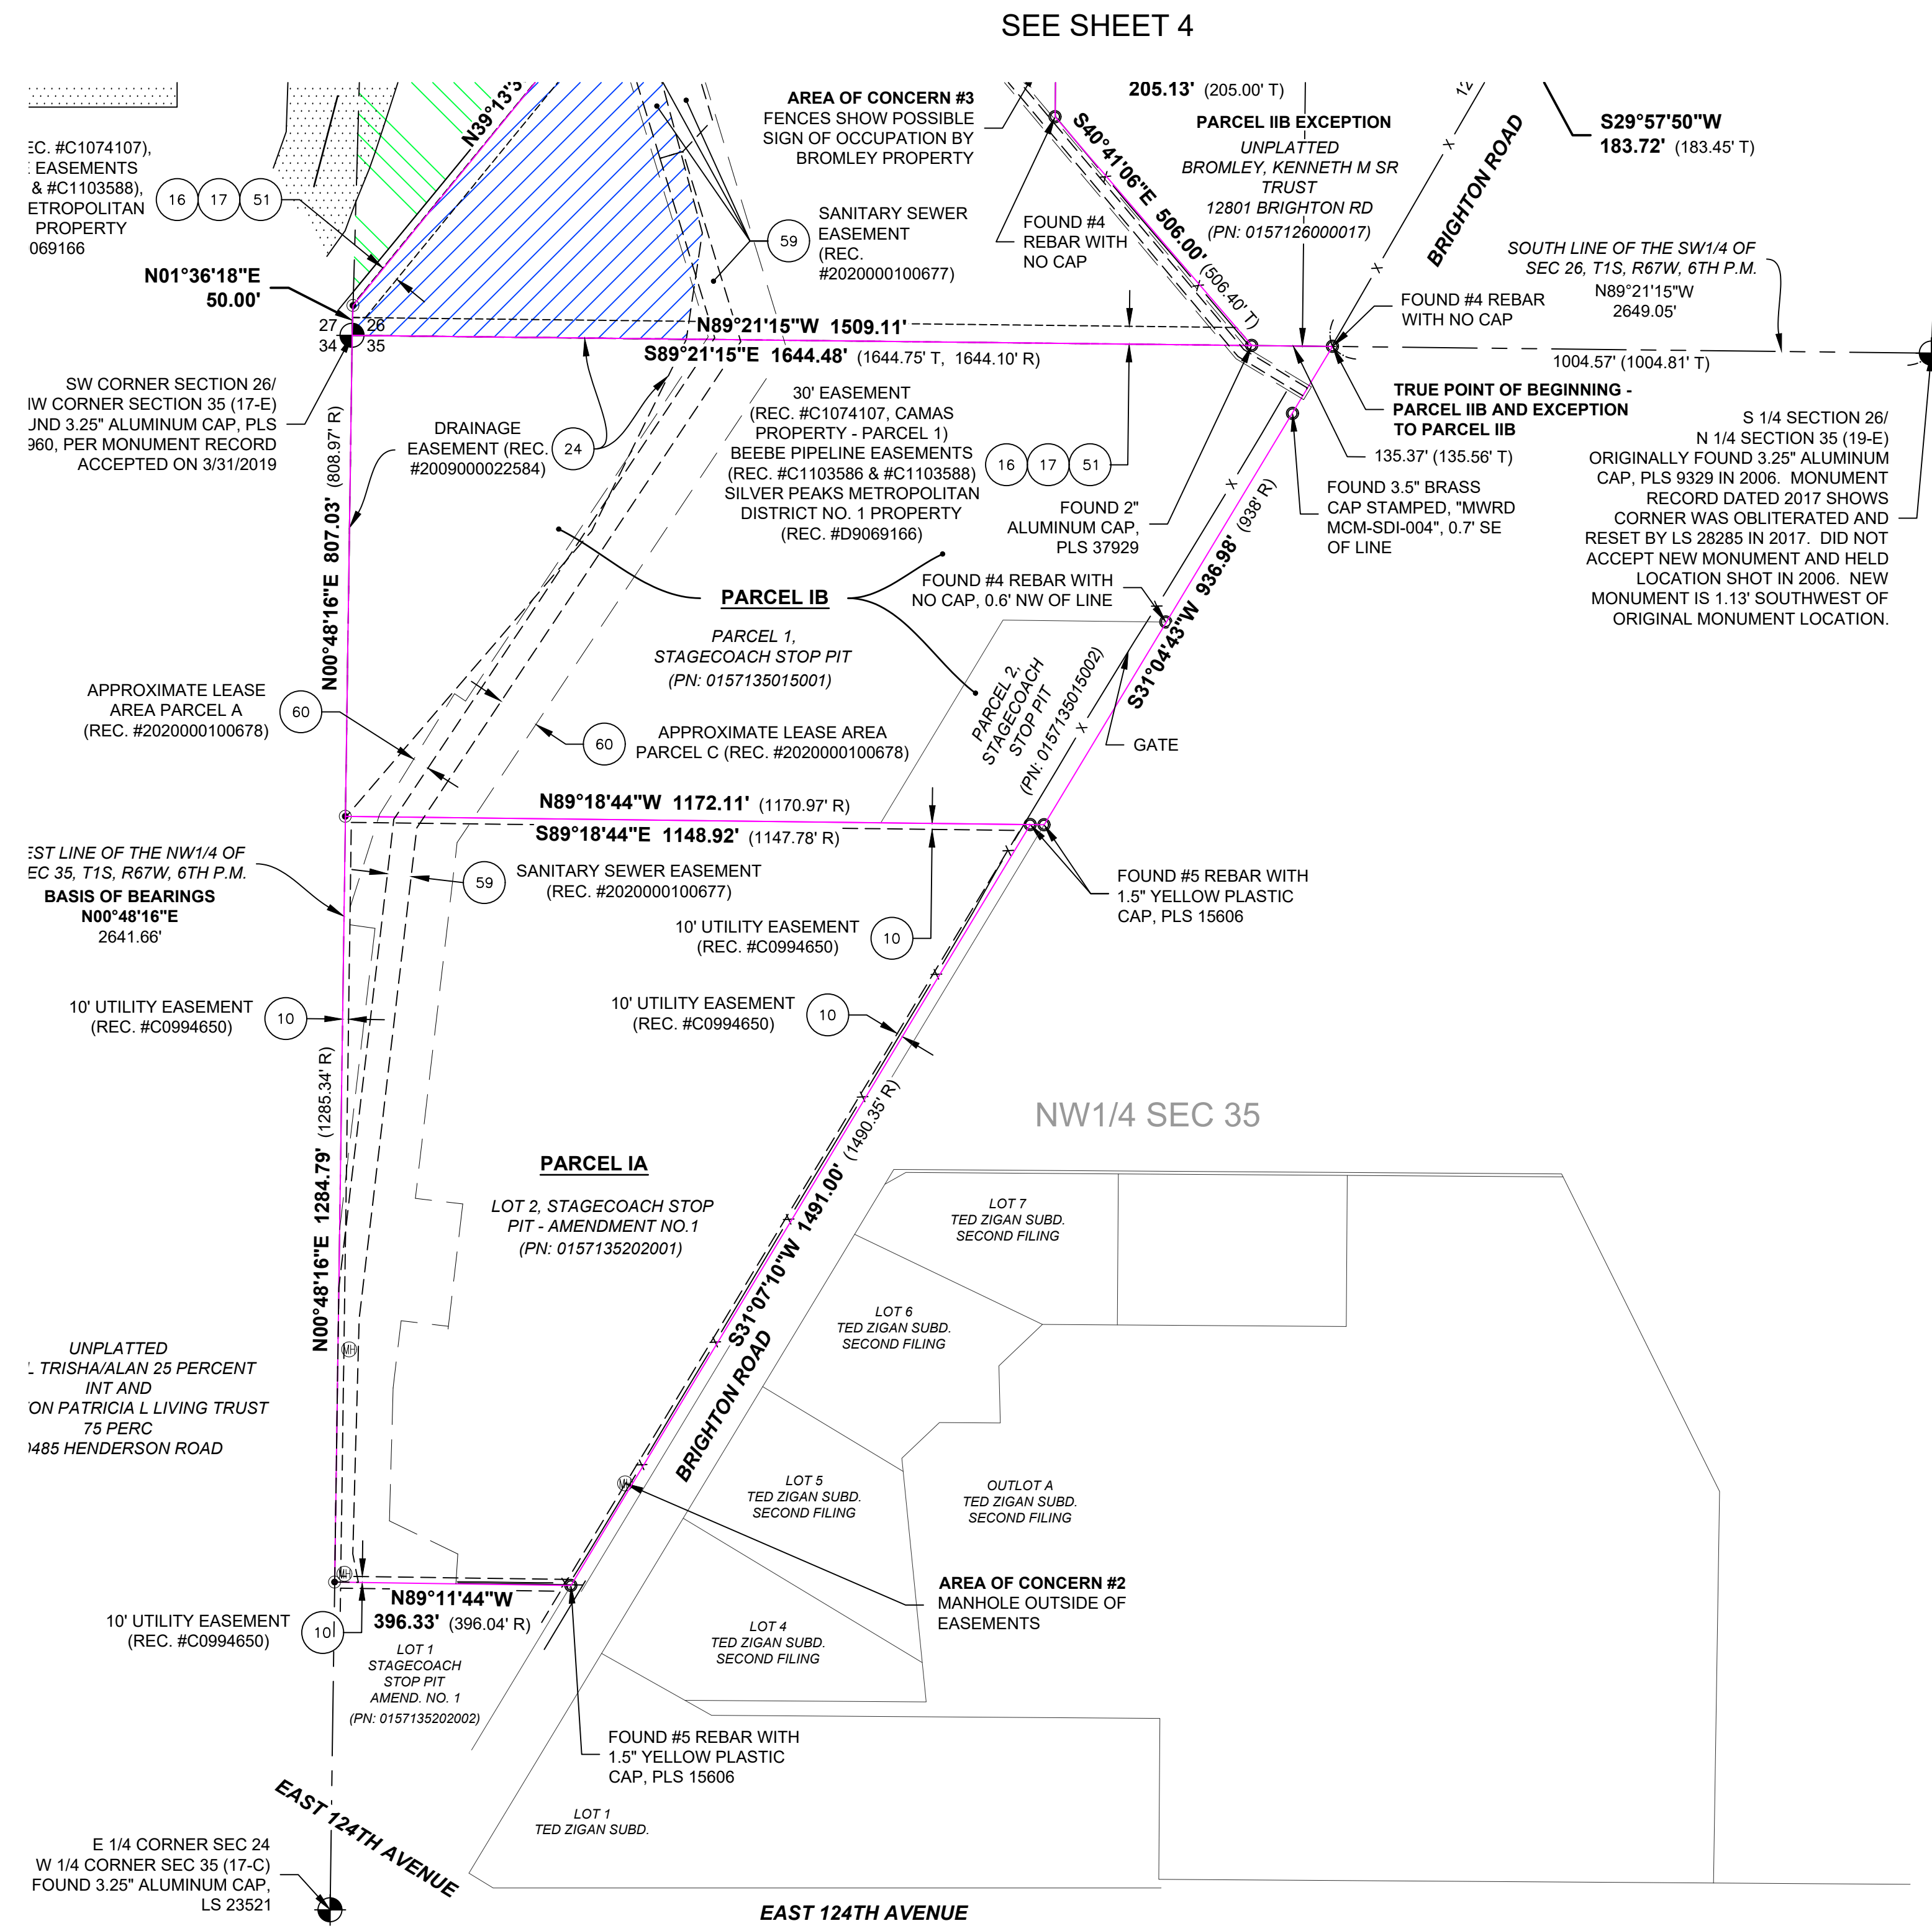 SEE SHEET 4
N39°13'3
AREA OF CONCERN #3
FENCES SHOW POSSIBLE
SIGN OF OCCUPATION BY
BROMLEY PROPERTY
205.13' (205.00' T)
PARCEL IIB EXCEPTION
UNPLATTED
BROMLEY, KENNETH M SR
TRUST
12801 BRIGHTON RD
(PN: 0157126000017)
12
BRIGHTON ROAD
S29°57'50"W
183.72' (183.45' T)
EC. #C1074107),
EASEMENTS
& #C1103588),
ETROPOLITAN
PROPERTY
069166
16 17 51
N01°36'18"E
50.00'
59
SANITARY SEWER
EASEMENT
(REC.
#2020000100677)
FOUND #4
REBAR WITH
NO CAP
S40°41'06"E 506.00' (506.40' T)
SOUTH LINE OF THE SW1/4 OF
SEC 26, T1S, R67W, 6TH P.M.
N89°21'15"W
2649.05'
FOUND #4 REBAR
WITH NO CAP
27 26
34 35
N89°21'15"W 1509.11'
S89°21'15"E 1644.48' (1644.75' T, 1644.10' R)
1004.57' (1004.81' T)
SW CORNER SECTION 26/
IW CORNER SECTION 35 (17-E)
UND 3.25" ALUMINUM CAP, PLS
960, PER MONUMENT RECORD
ACCEPTED ON 3/31/2019
N00°48'16"E 807.03' (808.97' R)
DRAINAGE
EASEMENT (REC.
#2009000022584)
24
30' EASEMENT
(REC. #C1074107, CAMAS
PROPERTY - PARCEL 1)
BEEBE PIPELINE EASEMENTS
(REC. #C1103586 & #C1103588)
SILVER PEAKS METROPOLITAN
DISTRICT NO. 1 PROPERTY
(REC. #D9069166)
16 17 51
TRUE POINT OF BEGINNING -
PARCEL IIB AND EXCEPTION
TO PARCEL IIB
135.37' (135.56' T)
FOUND 3.5" BRASS
CAP STAMPED, "MWRD
MCM-SDI-004", 0.7' SE
OF LINE
S 1/4 SECTION 26/
N 1/4 SECTION 35 (19-E)
ORIGINALLY FOUND 3.25" ALUMINUM
CAP, PLS 9329 IN 2006. MONUMENT
RECORD DATED 2017 SHOWS
CORNER WAS OBLITERATED AND
RESET BY LS 28285 IN 2017. DID NOT
ACCEPT NEW MONUMENT AND HELD
LOCATION SHOT IN 2006. NEW
MONUMENT IS 1.13' SOUTHWEST OF
ORIGINAL MONUMENT LOCATION.
FOUND 2"
ALUMINUM CAP,
PLS 37929
FOUND #4 REBAR WITH
NO CAP, 0.6' NW OF LINE
S31°04'43"W 936.98' (938' R)
PARCEL IB
PARCEL 1,
STAGECOACH STOP PIT
(PN: 0157135015001)
PARCEL 2,
STAGECOACH
STOP PIT
(PN: 0157135015002)
GATE
APPROXIMATE LEASE
AREA PARCEL A
(REC. #2020000100678)
60
60
APPROXIMATE LEASE AREA
PARCEL C (REC. #2020000100678)
N89°18'44"W 1172.11' (1170.97' R)
S89°18'44"E 1148.92' (1147.78' R)
EST LINE OF THE NW1/4 OF
EC 35, T1S, R67W, 6TH P.M.
BASIS OF BEARINGS
N00°48'16"E
2641.66'
59
SANITARY SEWER EASEMENT
(REC. #2020000100677)
FOUND #5 REBAR WITH
1.5" YELLOW PLASTIC
CAP, PLS 15606
10' UTILITY EASEMENT
(REC. #C0994650)
10
10' UTILITY EASEMENT
(REC. #C0994650)
10
10' UTILITY EASEMENT
(REC. #C0994650)
10
N00°48'16"E 1284.79' (1285.34' R)
S31°07'10"W 1491.00' (1490.35' R)
NW1/4 SEC 35
PARCEL IA
LOT 2, STAGECOACH STOP
PIT - AMENDMENT NO.1
(PN: 0157135202001)
LOT 7
TED ZIGAN SUBD.
SECOND FILING
LOT 6
TED ZIGAN SUBD.
SECOND FILING
BRIGHTON ROAD
UNPLATTED
L TRISHA/ALAN 25 PERCENT
INT AND
ON PATRICIA L LIVING TRUST
75 PERC
0485 HENDERSON ROAD
MH
MH
MH
LOT 5
TED ZIGAN SUBD.
SECOND FILING
OUTLOT A
TED ZIGAN SUBD.
SECOND FILING
AREA OF CONCERN #2
MANHOLE OUTSIDE OF
EASEMENTS
N89°11'44"W
396.33' (396.04' R)
10' UTILITY EASEMENT
(REC. #C0994650)
10
LOT 4
TED ZIGAN SUBD.
SECOND FILING
LOT 1
STAGECOACH
STOP PIT
AMEND. NO. 1
(PN: 0157135202002)
FOUND #5 REBAR WITH
1.5" YELLOW PLASTIC
CAP, PLS 15606
LOT 1
TED ZIGAN SUBD.
EAST 124TH AVENUE
E 1/4 CORNER SEC 24
W 1/4 CORNER SEC 35 (17-C)
FOUND 3.25" ALUMINUM CAP,
LS 23521
EAST 124TH AVENUE